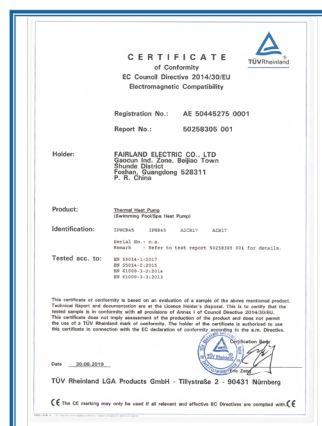 CERTIFICATE
of Conformity
EC Council Directive 2014/30/EU
Electromagnetic Compatibility
TÜVRheinland
Registration No.: AE 50445275 0001
Report No.: 50258305 001
Holder: FAIRLAND ELECTRIC CO., LTD
Gaocun Ind. Zone. Beijiao Town
Shunde District
Foshan, Guangdong 528311
P. R. China
Product: Thermal Heat Pump
(Swimming Pool/Spa Heat Pump)
Identification:
Serial No.: n.a.
Remark : Refer to test report 50258305 001 for details.
Tested acc. to: EN 55014-1:2017
EN 55014-2:2015
EN 61000-3-2:2014
EN 61000-3-3:2013
This certificate of conformity is based on an evaluation of a sample of the above mentioned product.
Technical Report and documentation are at the Licence Holder's disposal. This is to certify that the
tested sample is in conformity with all provisions of Annex I of Council Directive 2014/30/EU.
This certificate does not imply assessment of the production of the product and does not permit
the use of a TÜV Rheinland mark of conformity. The holder of the certificate is authorized to use
this certificate in connection with the EC declaration of conformity according to the a.m. Directive.
Certification Body
Date 30.08.2019
TÜV Rheinland LGA Products GmbH - Tillystraße 2 - 90431 Nürnberg
CE The CE marking may only be used if all relevant and effective EC Directives are complied with. CE